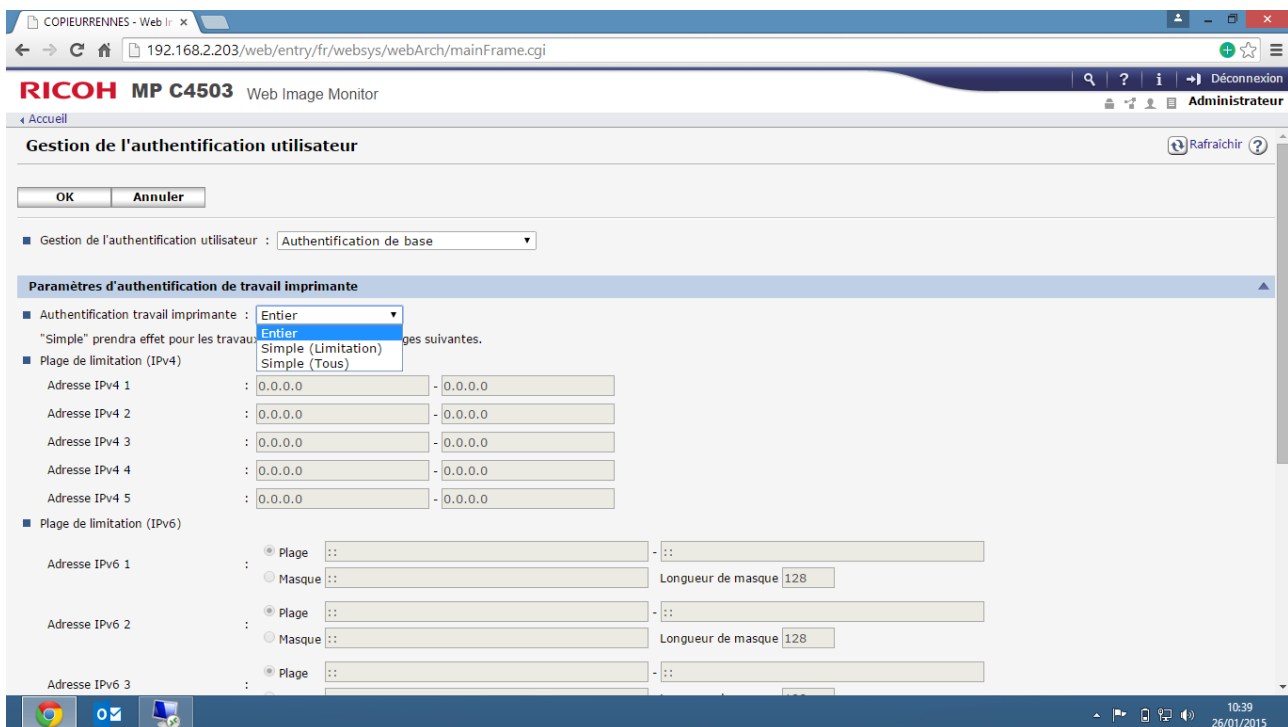 COPIEURRENNES - Web Ir
192.168.2.203/web/entry/fr/websys/webArch/mainFrame.cgi
RICOH MP C4503 Web Image Monitor
? i Déconnexion
Administrateur
Accueil
Gestion de l'authentification utilisateur
Rafraichir ?
OK Annuler
Gestion de l'authentification utilisateur : Authentification de base
Paramètres d'authentification de travail imprimante
Authentification travail imprimante : Entier
Entier
"Simple" prendra effet pour les travaux ges suivantes.
Simple (Limitation)
Plage de limitation (IPv4)
Simple (Tous)
Adresse IPv4 1 : 0.0.0.0 - 0.0.0.0
Adresse IPv4 2 : 0.0.0.0 - 0.0.0.0
Adresse IPv4 3 : 0.0.0.0 - 0.0.0.0
Adresse IPv4 4 : 0.0.0.0 - 0.0.0.0
Adresse IPv4 5 : 0.0.0.0 - 0.0.0.0
Plage de limitation (IPv6)
Adresse IPv6 1 :
Plage :: - ::
Masque :: Longueur de masque 128
Adresse IPv6 2 :
Plage :: - ::
Masque :: Longueur de masque 128
Adresse IPv6 3 :
Plage :: - ::
10:39
26/01/2015